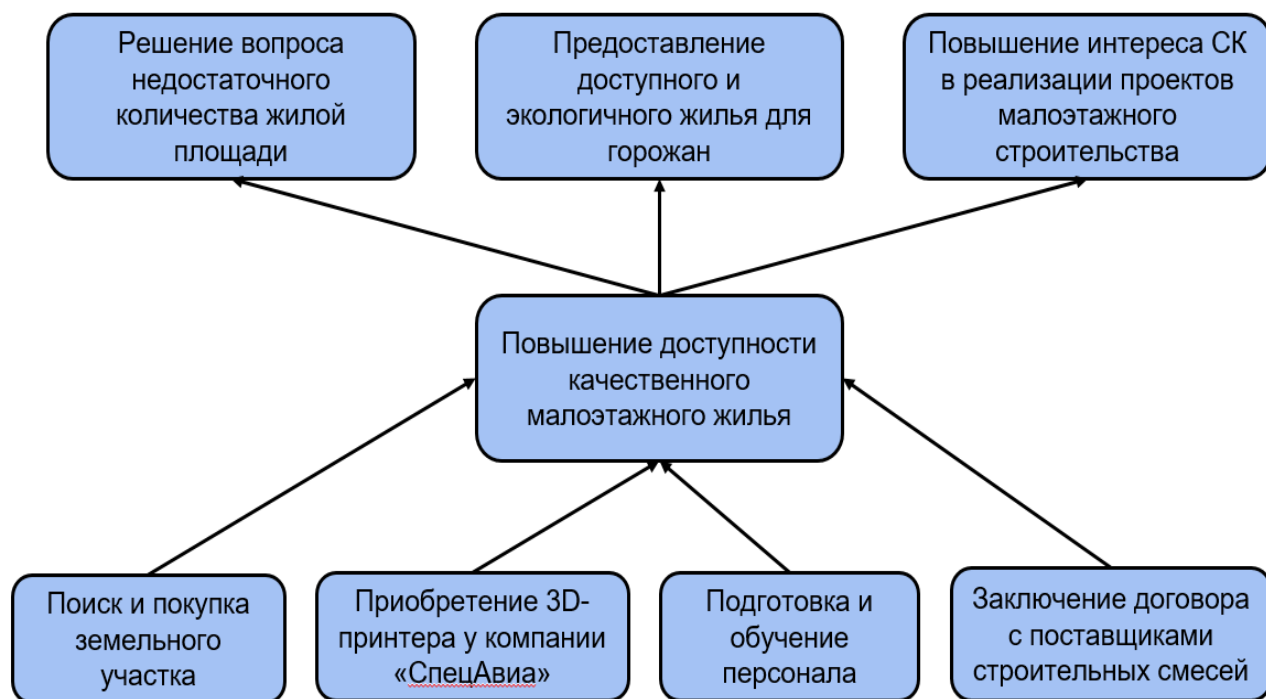 Решение вопроса
недостаточного
количества жилой
площади
Предоставление
доступного и
экологичного жилья для
горожан
Повышение интереса СК
в реализации проектов
малоэтажного
строительства
Повышение доступности
качественного
малоэтажного жилья
Поиск и покупка
земельного
участка
Приобретение 3D-
принтера у компании
«СпецАвиа»
Подготовка и
обучение
персонала
Заключение договора
с поставщиками
строительных смесей